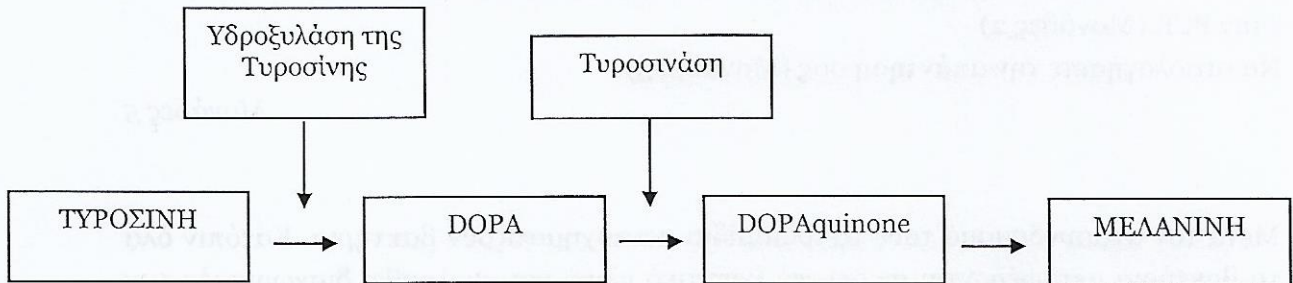 Υδροξυλάση της
Τυροσίνης
Τυροσινάση
ΤΥΡΟΣΙΝΗ
DOPA
DOPAquinone
ΜΕΛΑΝΙΝΗ